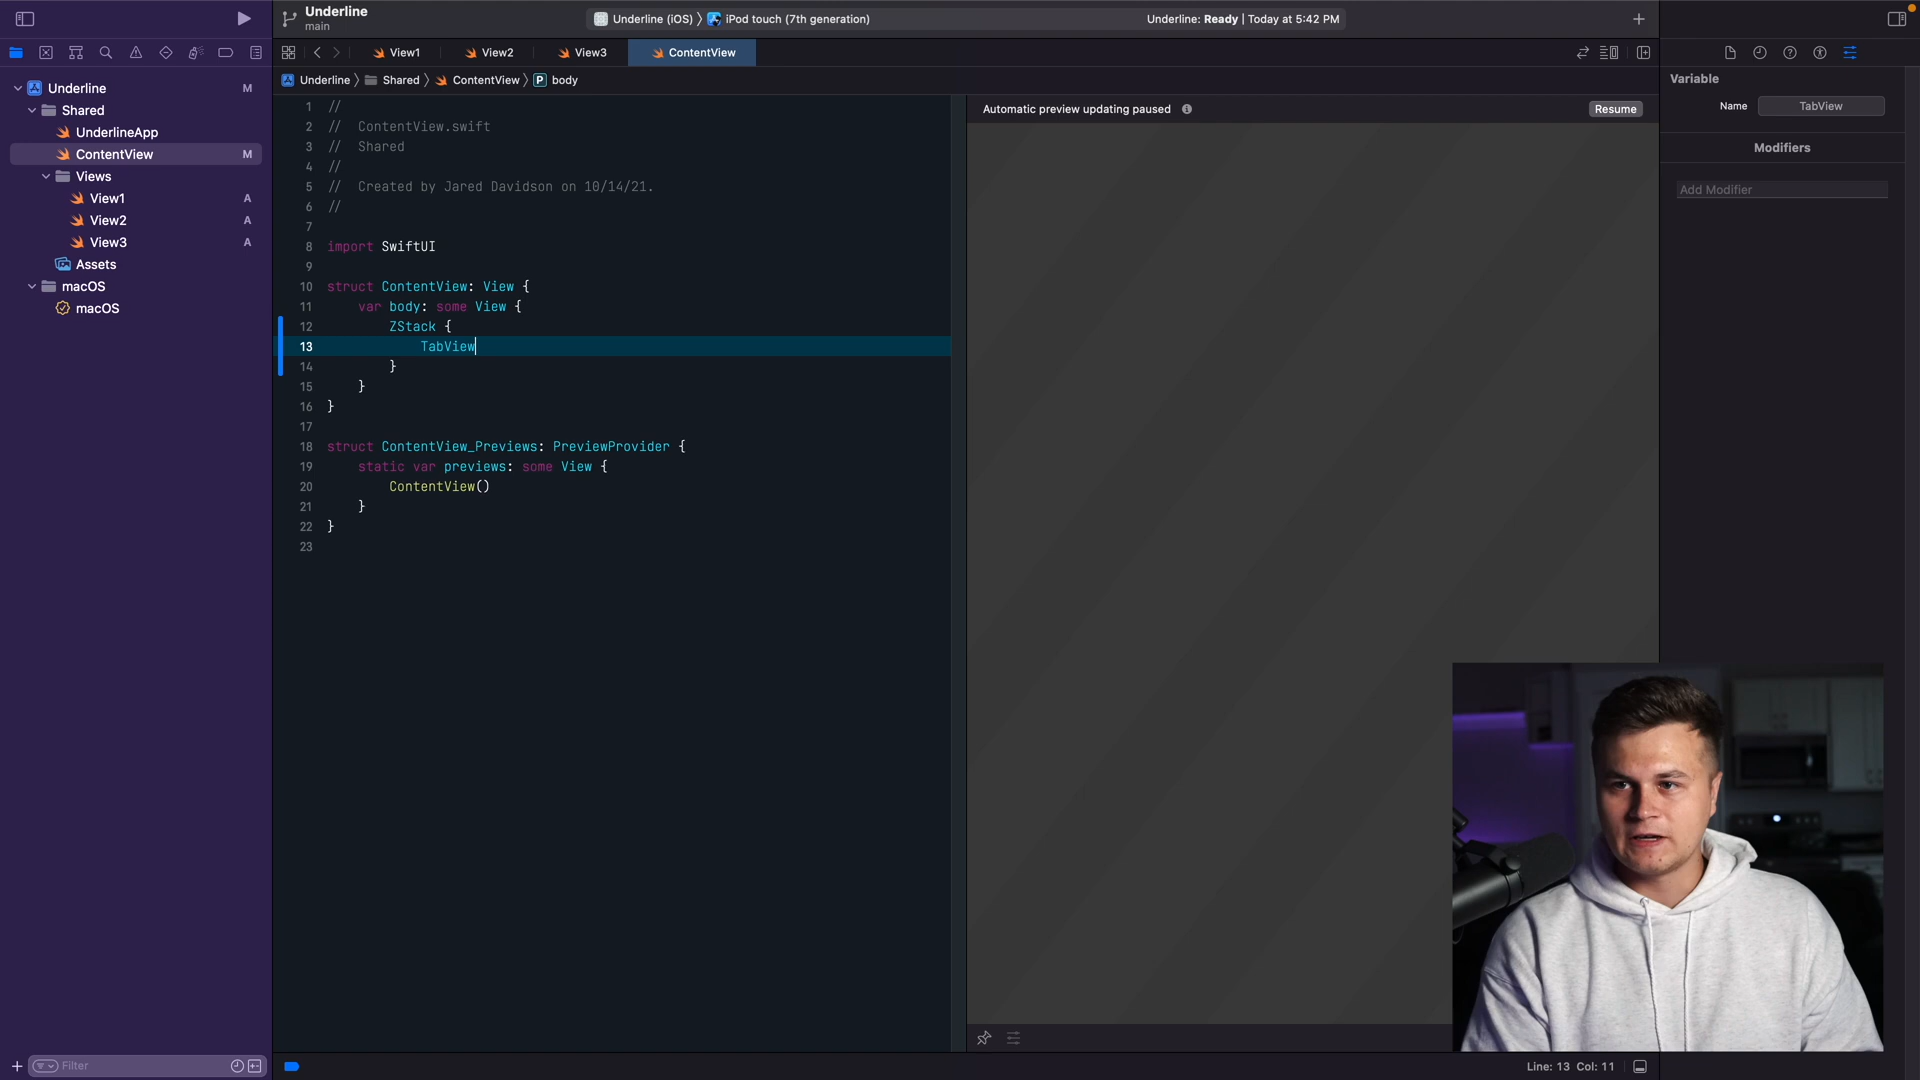 Underline
main
Underline (iOS) 〉 iPod touch (7th generation)
Underline: Ready | Today at 5:42 PM
View1
View2
View3
ContentView
Underline 〉 Shared 〉 ContentView 〉 P body
Underline M
Shared
UnderlineApp
ContentView M
Views
View1 A
View2 A
View3 A
Assets
macOS
macOS
Filter
1 //
2 //  ContentView.swift
3 //  Shared
4 //
5 //  Created by Jared Davidson on 10/14/21.
6 //
7
8 import SwiftUI
9
10 struct ContentView: View {
11     var body: some View {
12         ZStack {
13             TabView
14         }
15     }
16 }
17
18 struct ContentView_Previews: PreviewProvider {
19     static var previews: some View {
20         ContentView()
21     }
22 }
23
Automatic preview updating paused
Resume
Variable
Name TabView
Modifiers
Add Modifier
Line: 13 Col: 11